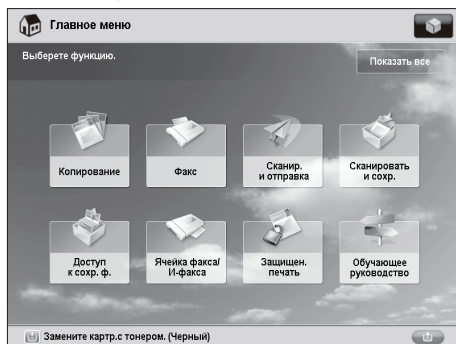 Главное меню
Выберете функцию.
Показать все
Копирование
Факс
Сканир.
и отправка
Сканировать
и сохр.
Доступ
к сохр. ф.
Ячейка факса/
И-факса
Защищен.
печать
Обучающее
руководство
Замените картр.с тонером. (Черный)